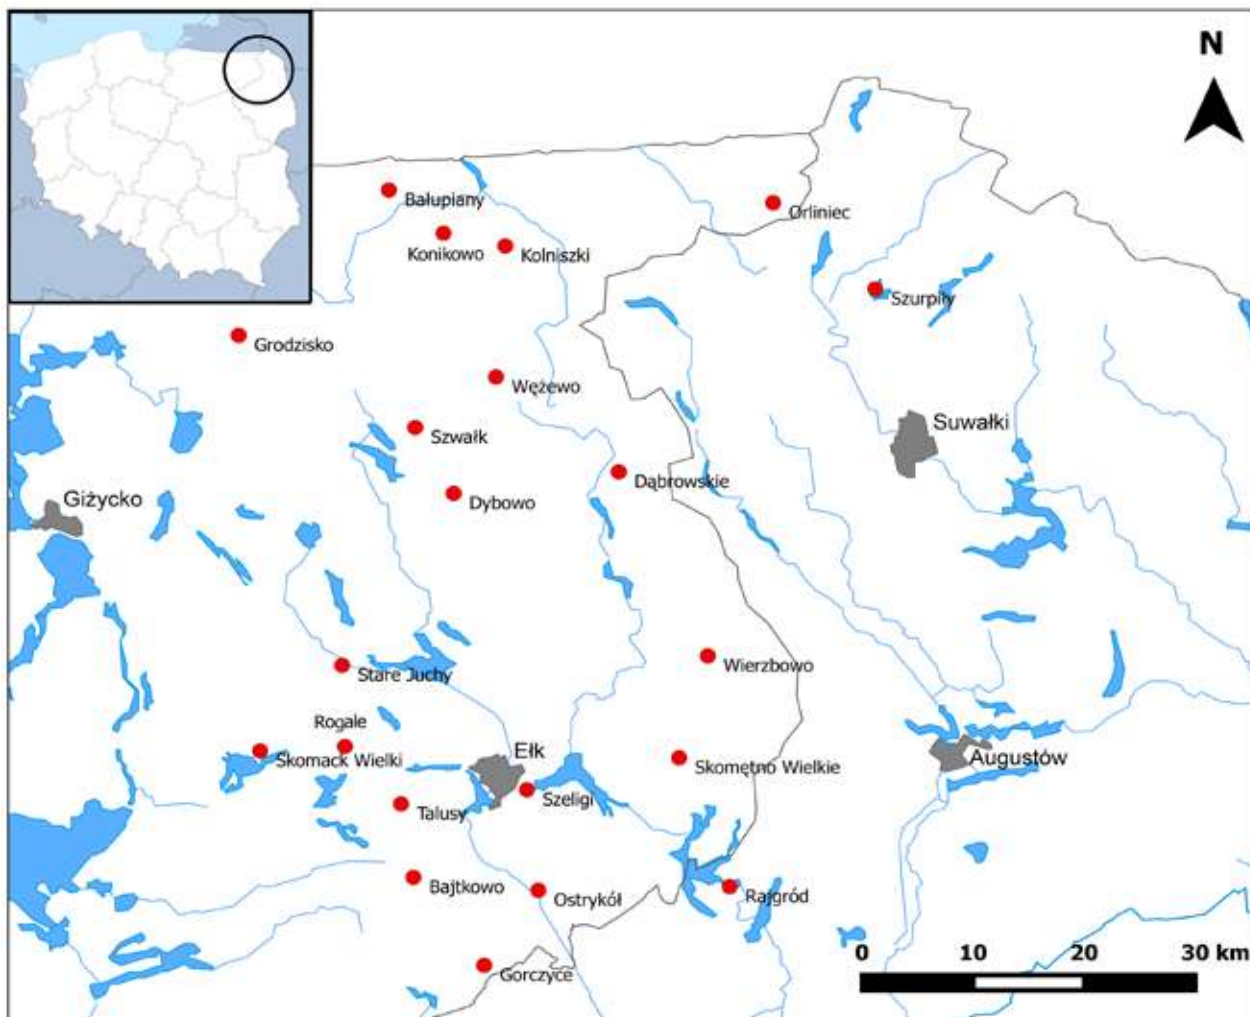 N
Bałupiany
Orliniec
Konikowo
Kolniszki
Szurpiły
Grodzisko
Wężewo
Suwałki
Szwałk
Dąbrowskie
Giżycko
Dybowo
Wierzbowo
Stare Juchy
Rogale
Ełk
Skomack Wielki
Skomętno Wielkie
Augustów
Szeligi
Talusy
Bajtkowo
Ostrykół
Rajgród
0 10 20 30 km
Gorczyce